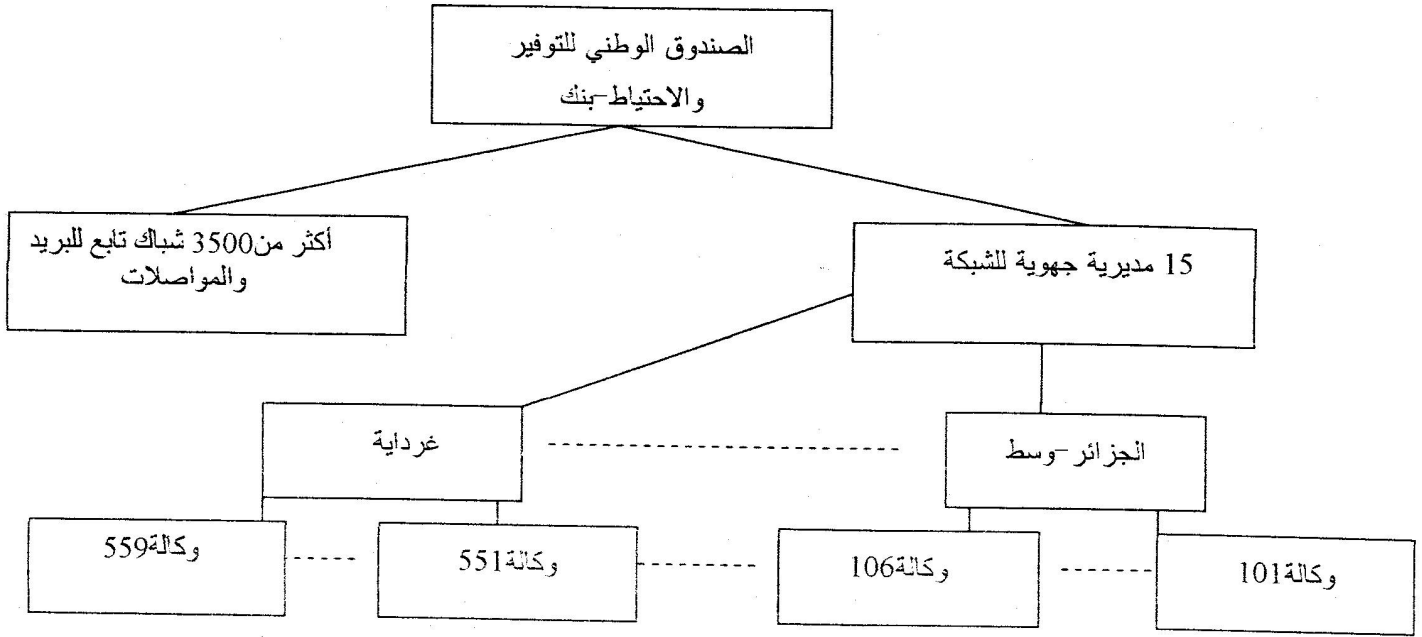 الصندوق الوطني للتوفير
والاحتياط-بنك
15 مديرية جهوية للشبكة
أكثر من3500 شباك تابع للبريد
والمواصلات
الجزائر-وسط
غرداية
وكالة101
وكالة106
وكالة551
وكالة559